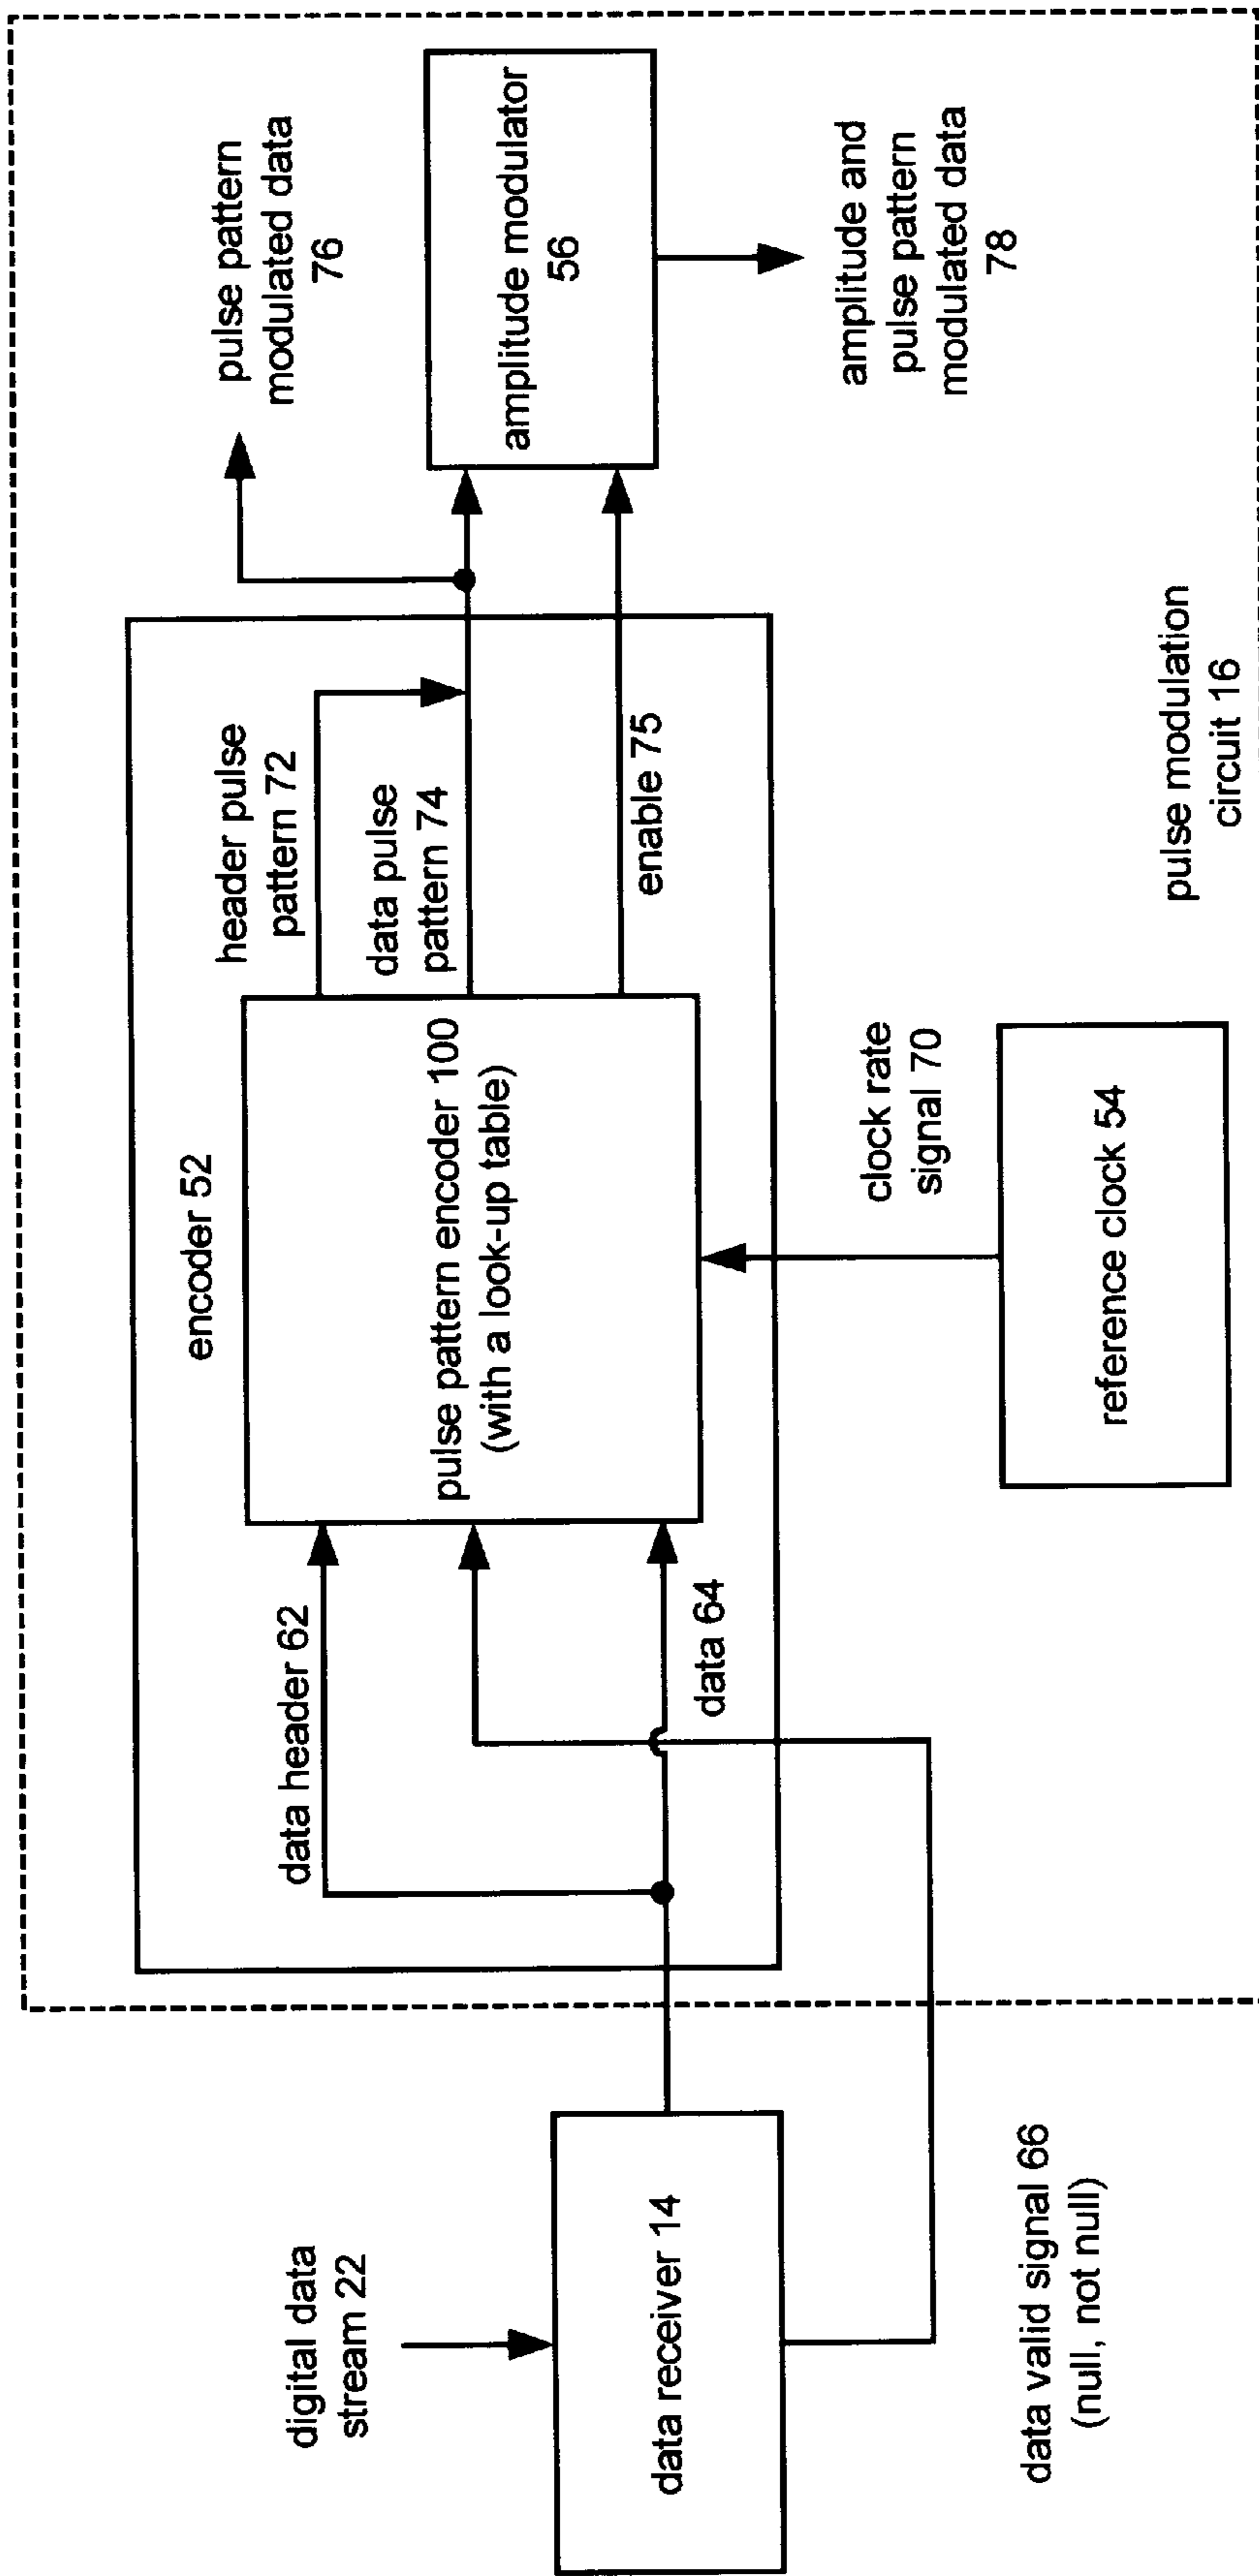 digital data
stream 22
data receiver 14
data valid signal 66
(null, not null)
encoder 52
data header 62
data 64
pulse pattern encoder 100
(with a look-up table)
header pulse
pattern 72
data pulse
pattern 74
enable 75
clock rate
signal 70
reference clock 54
pulse pattern
modulated data
76
amplitude modulator
56
amplitude and
pulse pattern
modulated data
78
pulse modulation
circuit 16